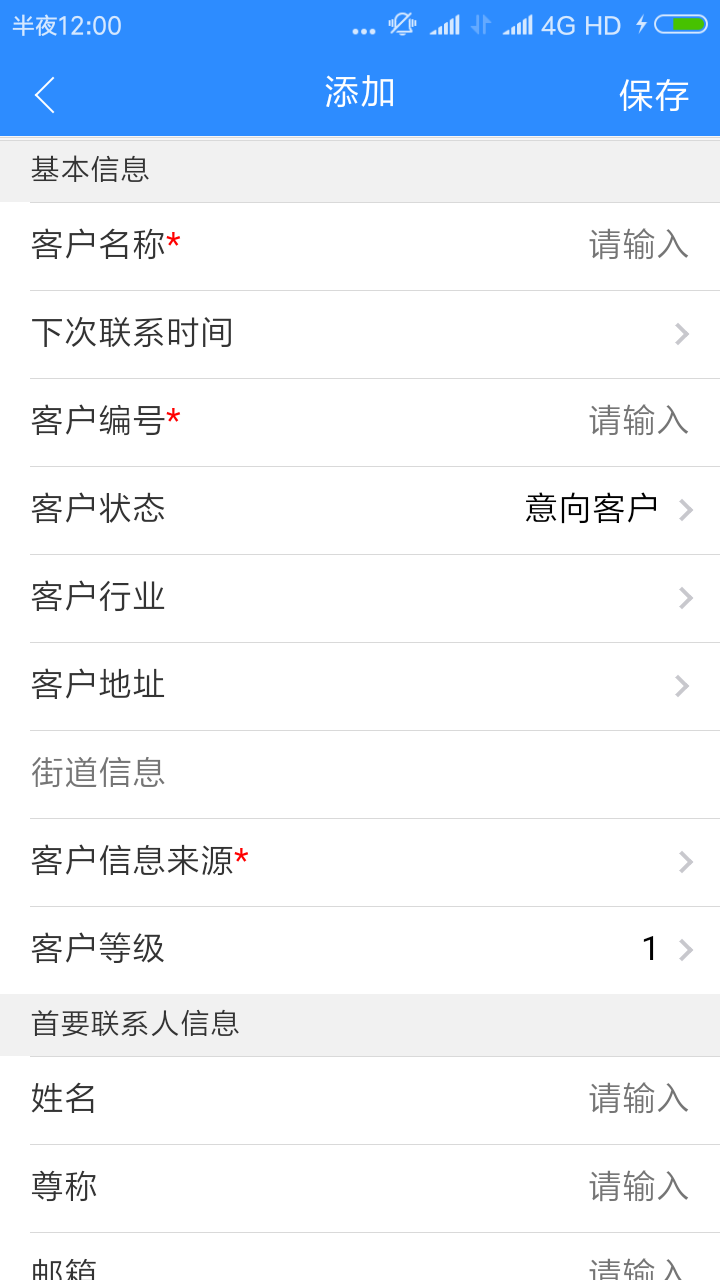 半夜12:00 ... 4G HD
添加 保存
基本信息
客户名称* 请输入
下次联系时间
客户编号* 请输入
客户状态 意向客户
客户行业
客户地址
街道信息
客户信息来源*
客户等级 1
首要联系人信息
姓名 请输入
尊称 请输入
邮箱 请输入